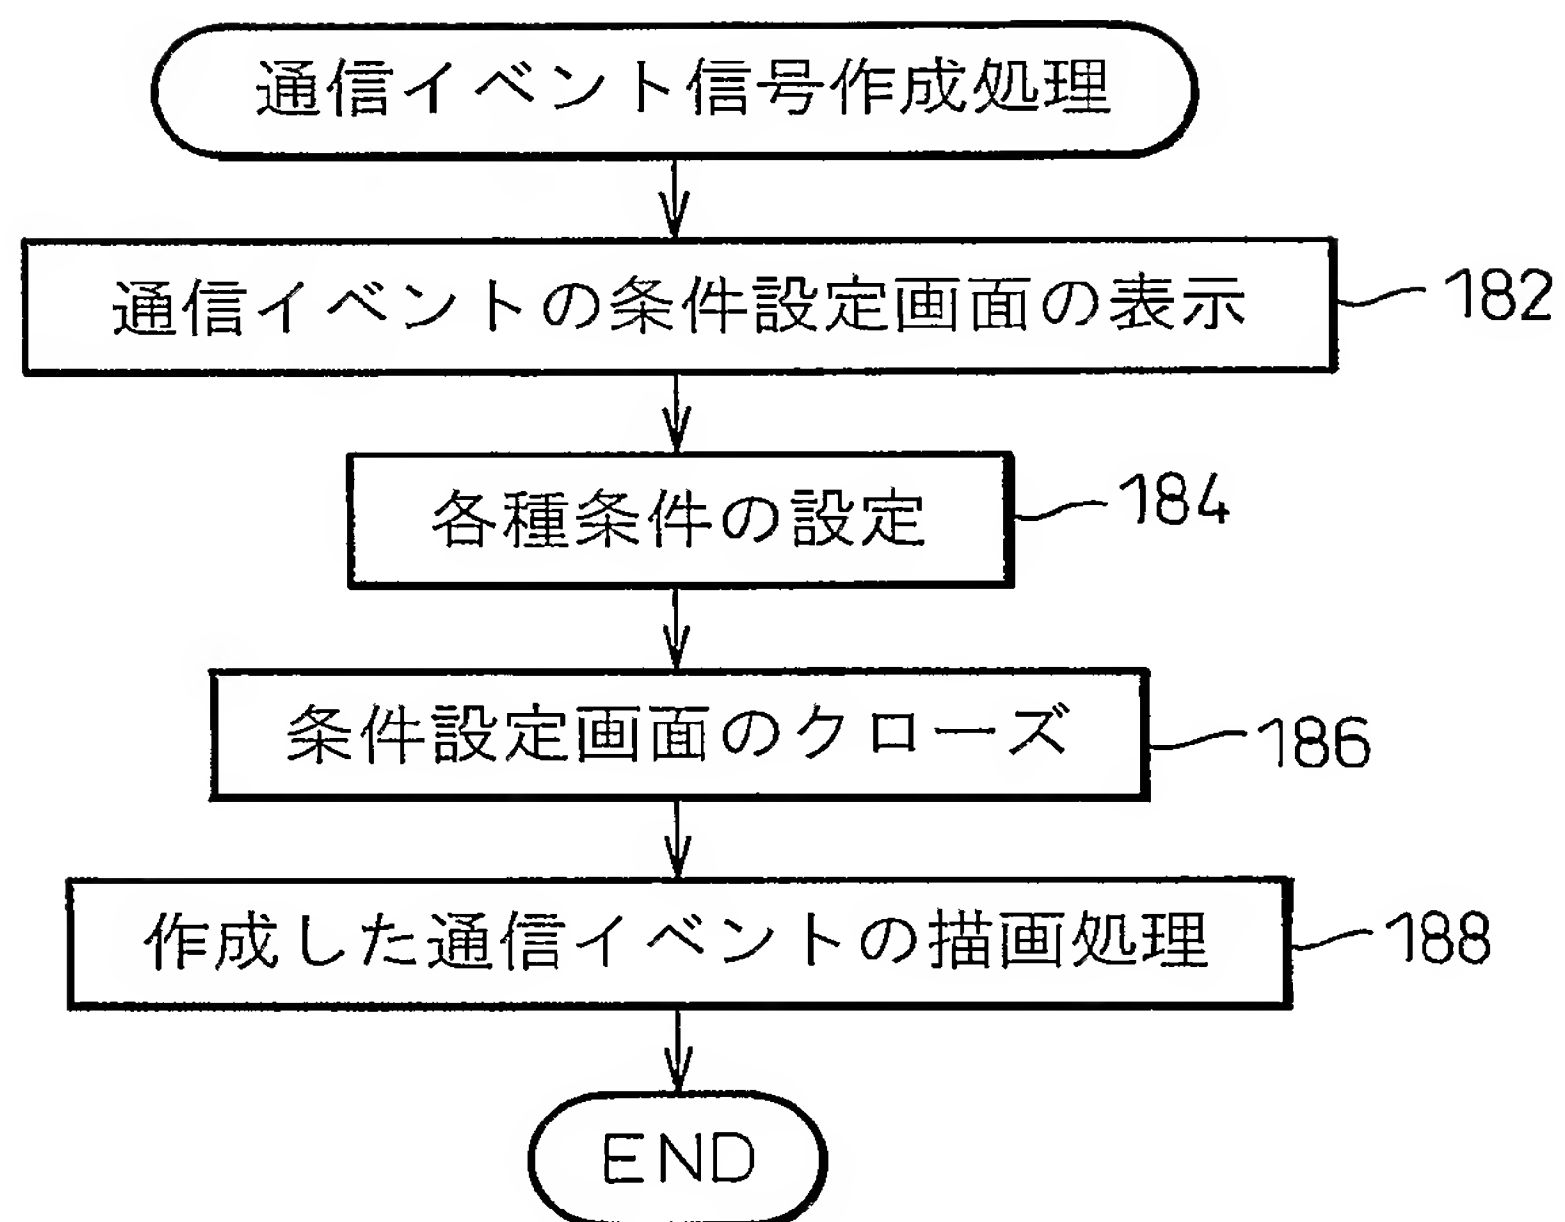 通信イベント信号作成処理
通信イベントの条件設定画面の表示 182
各種条件の設定 184
条件設定画面のクローズ 186
作成した通信イベントの描画処理 188
END